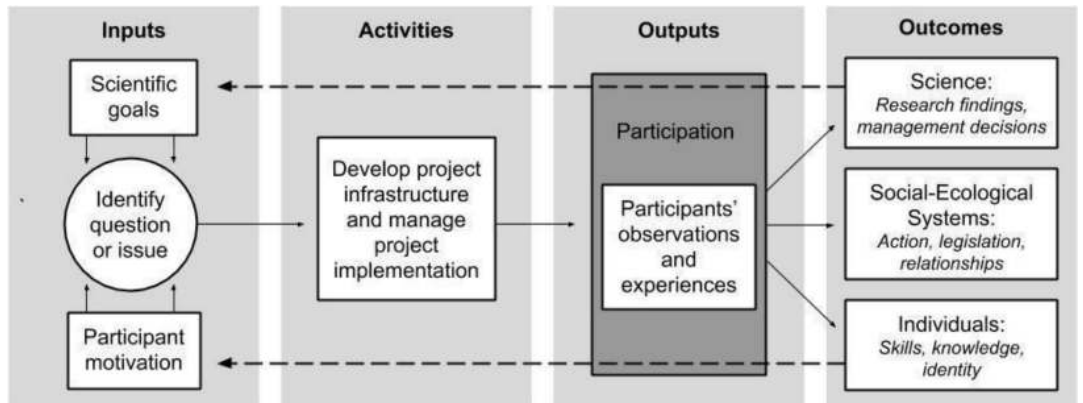 Inputs
Activities
Outputs
Outcomes
Scientific
goals
Identify
question
or issue
Participant
motivation
Develop project
infrastructure
and manage
project
implementation
Participation
Participants'
observations
and
experiences
Science:
Research findings,
management decisions
Social-Ecological
Systems:
Action, legislation,
relationships
Individuals:
Skills, knowledge,
identity